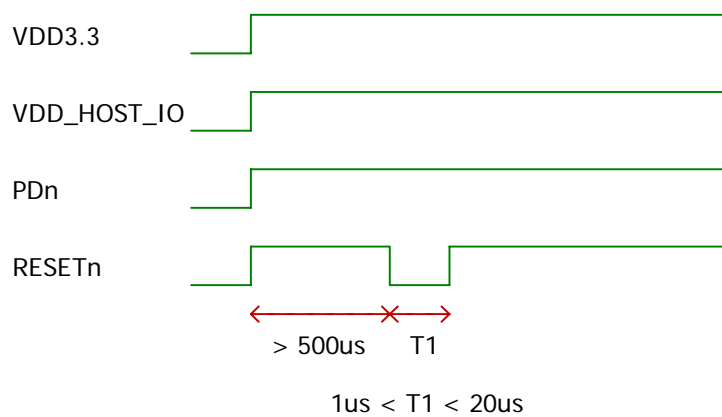 VDD3.3
VDD_HOST_IO
PDn
RESETn
> 500us T1
1us < T1 < 20us